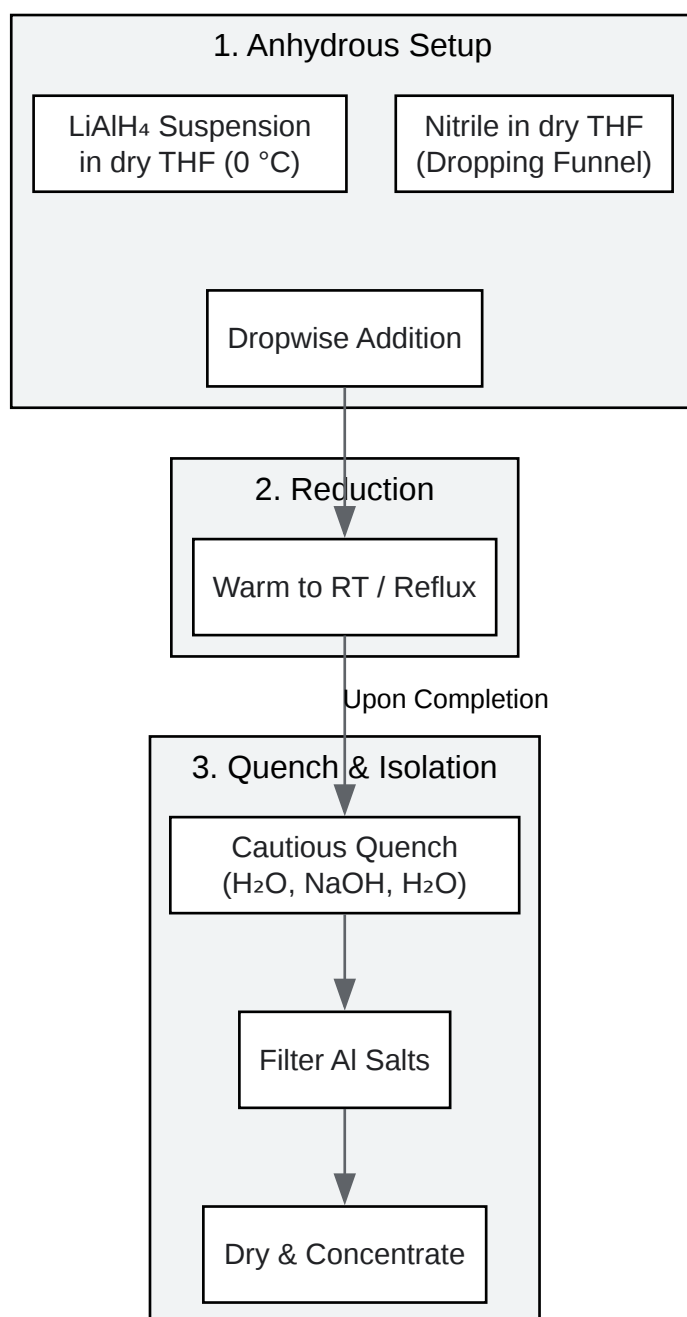 1. Anhydrous Setup
LiAlH₄ Suspension
in dry THF (0 °C)
Nitrile in dry THF
(Dropping Funnel)
Dropwise Addition
2. Reduction
Warm to RT / Reflux
Upon Completion
3. Quench & Isolation
Cautious Quench
(H₂O, NaOH, H₂O)
Filter Al Salts
Dry & Concentrate